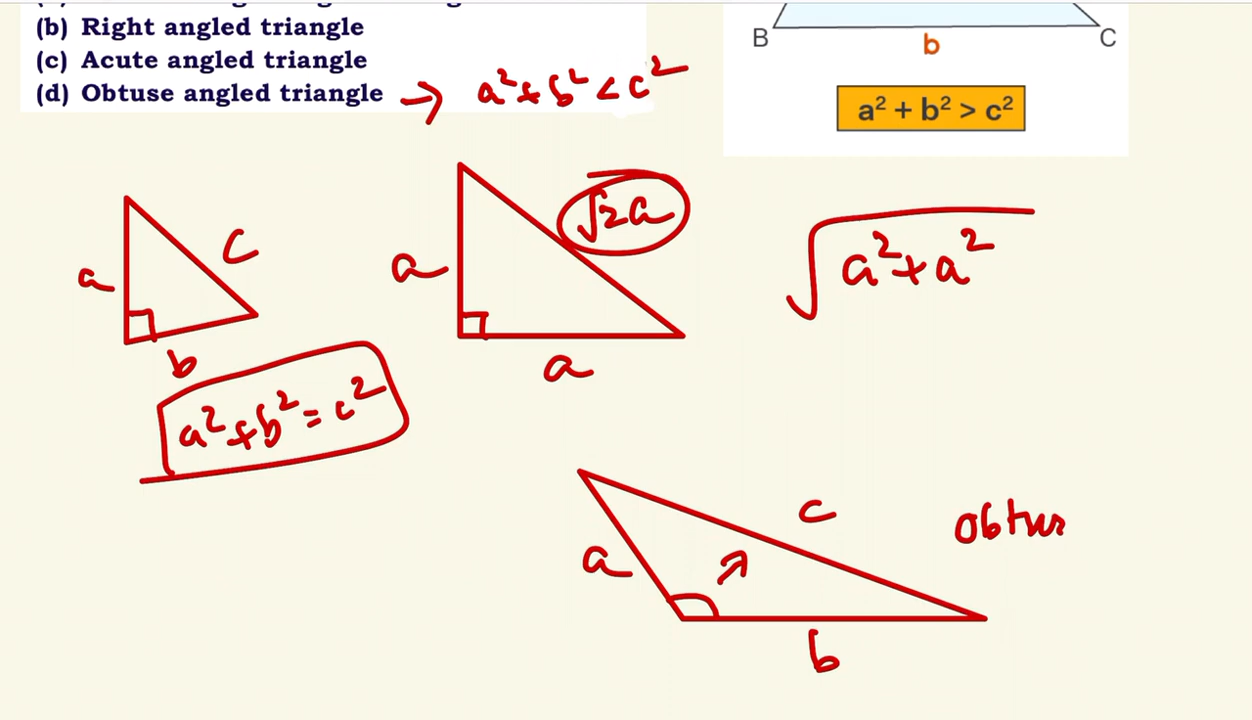 (b) Right angled triangle
(c) Acute angled triangle
(d) Obtuse angled triangle → a² + b² < c²
B
b
C
a² + b² > c²
a
c
b
a² + b² = c²
a
√2a
a
√a² + a²
a
c
b
obtus